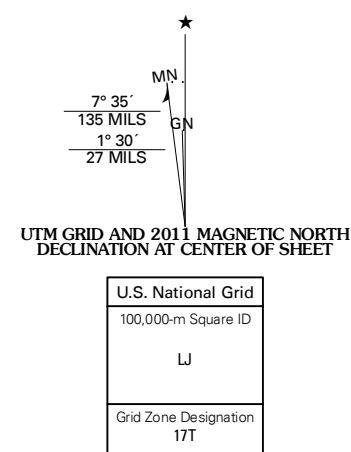 ★
MN
7° 35´
135 MILS
GN
1° 30´
27 MILS
UTM GRID AND 2011 MAGNETIC NORTH
DECLINATION AT CENTER OF SHEET
U.S. National Grid
100,000-m Square ID
LJ
Grid Zone Designation
17T